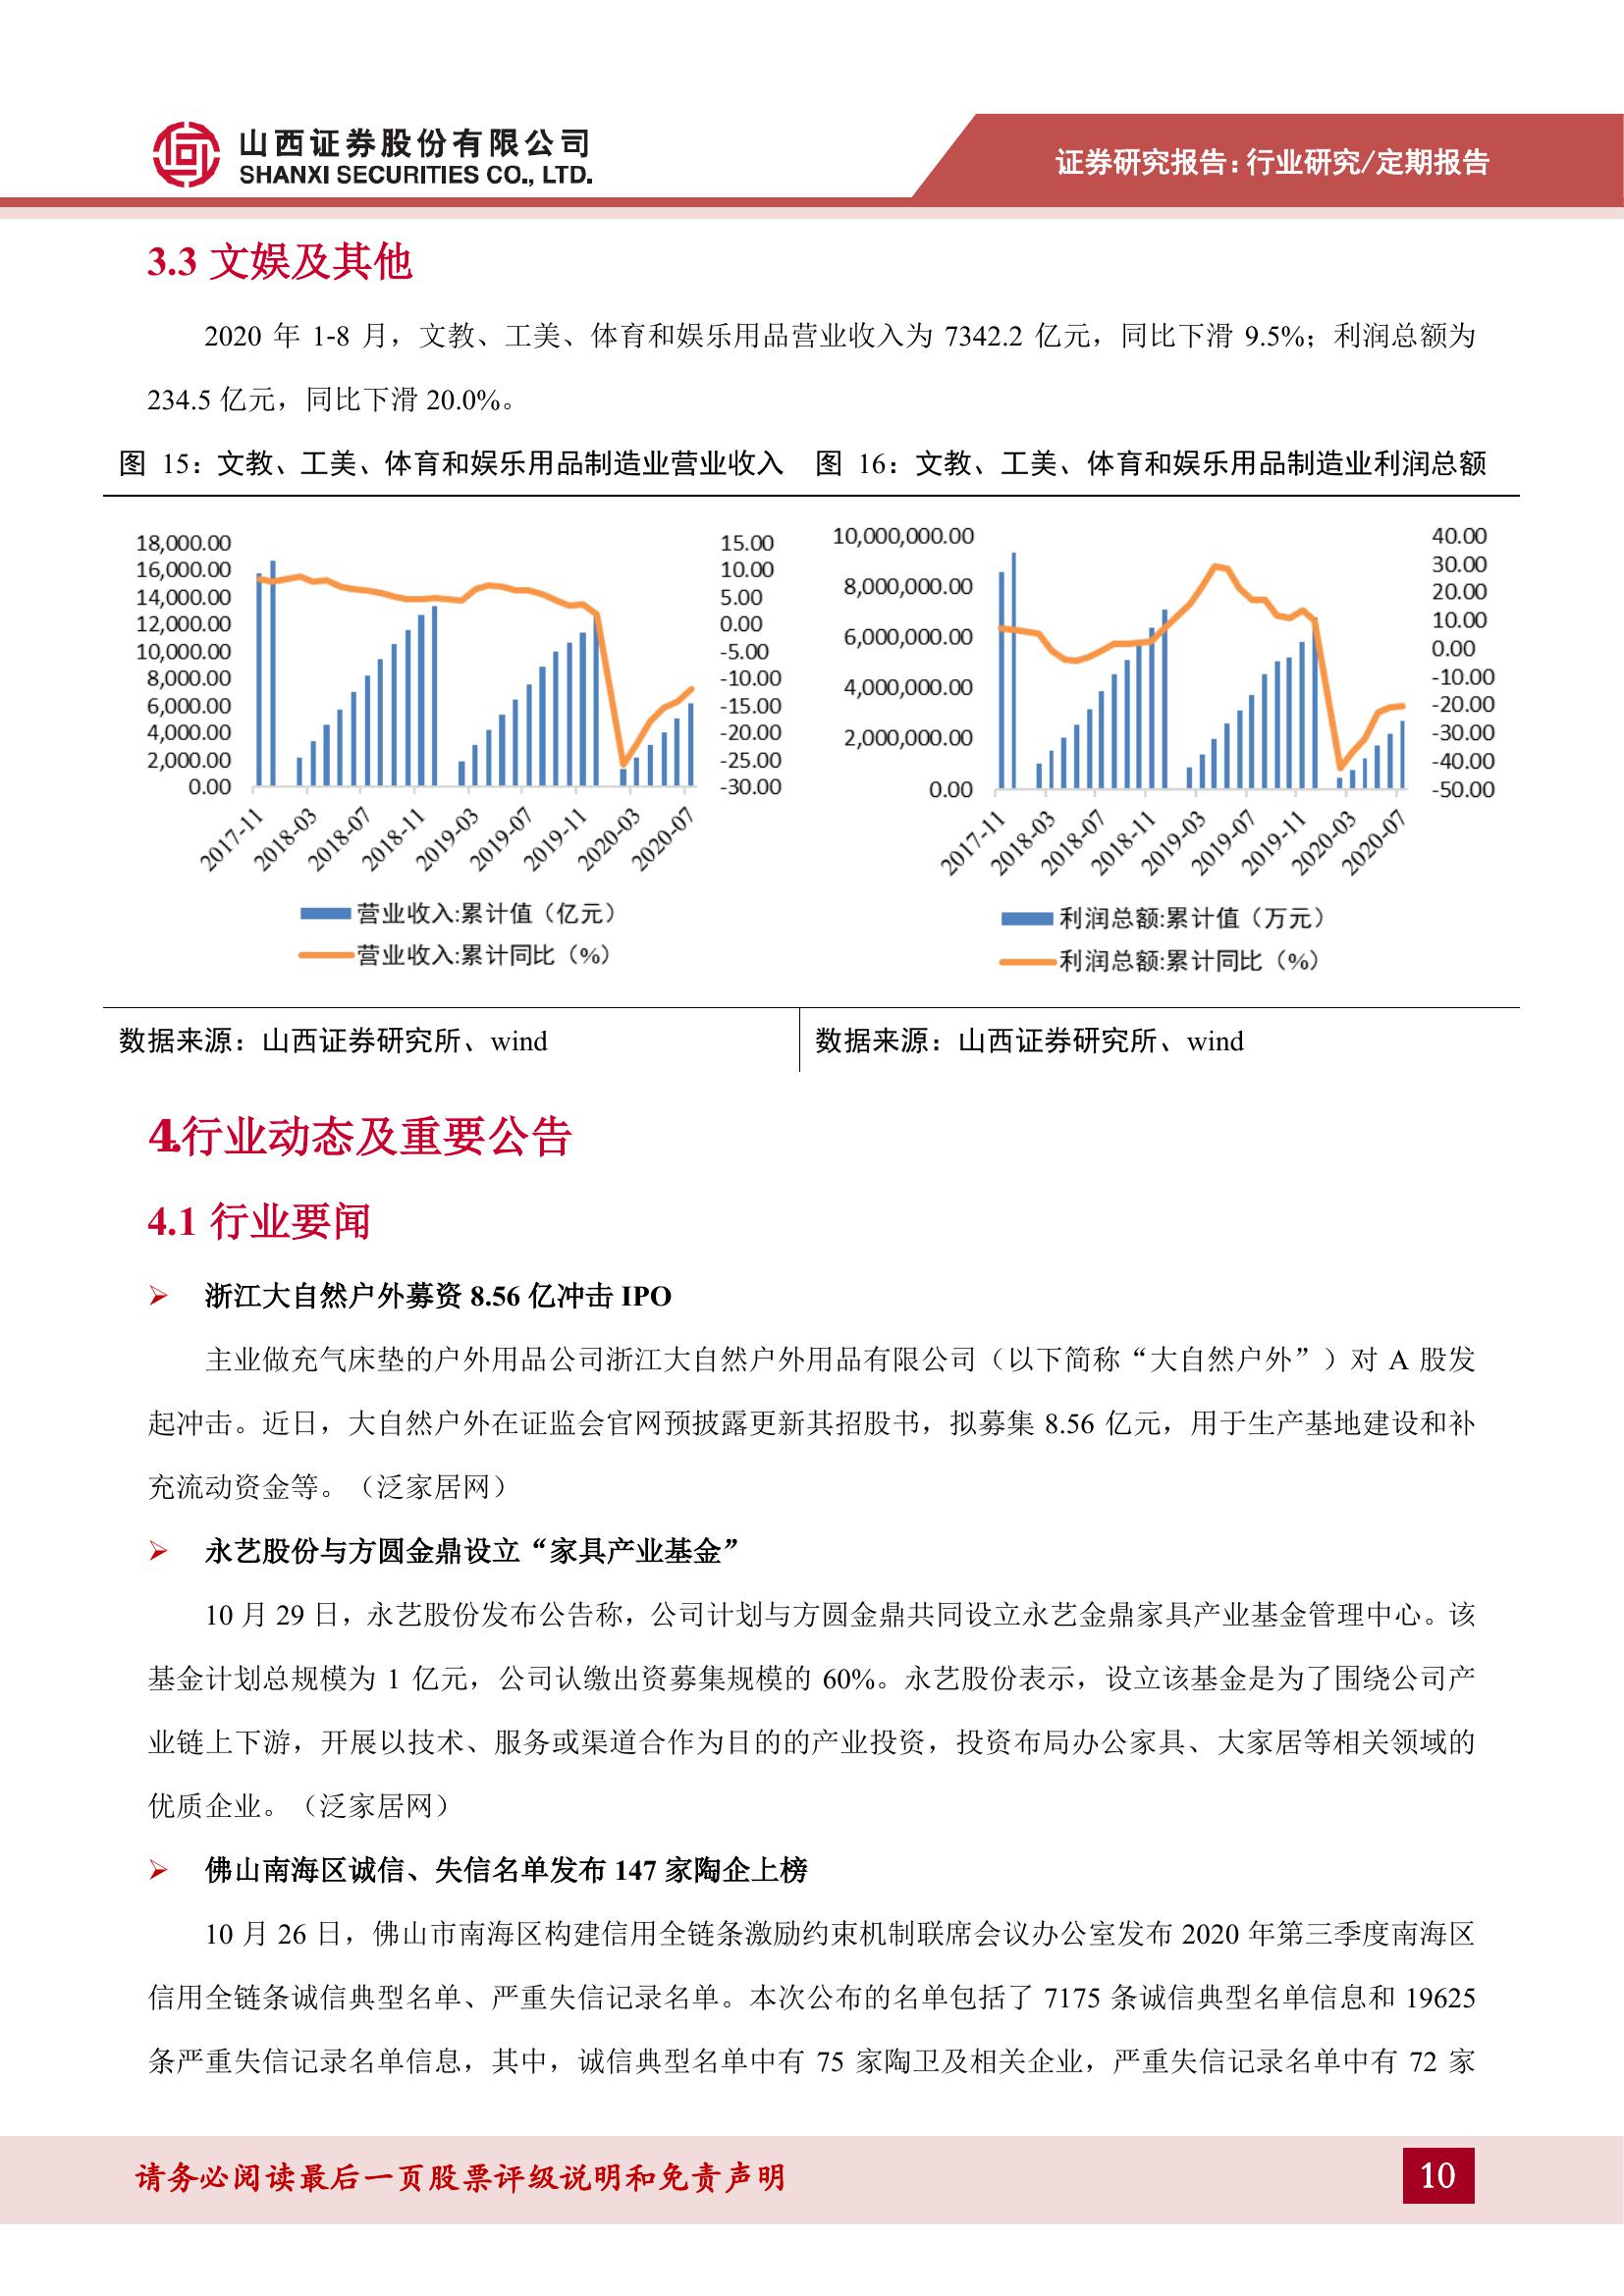 山西证券股份有限公司
SHANXI SECURITIES CO., LTD.
证券研究报告：行业研究/定期报告
3.3 文娱及其他
2020 年 1-8 月，文教、工美、体育和娱乐用品营业收入为 7342.2 亿元，同比下滑 9.5%；利润总额为
234.5 亿元，同比下滑 20.0%。
图 15：文教、工美、体育和娱乐用品制造业营业收入
18,000.00
16,000.00
14,000.00
12,000.00
10,000.00
8,000.00
6,000.00
4,000.00
2,000.00
0.00
15.00
10.00
5.00
0.00
-5.00
-10.00
-15.00
-20.00
-25.00
-30.00
2017-11
2018-03
2018-07
2018-11
2019-03
2019-07
2019-11
2020-03
2020-07
营业收入:累计值（亿元）
营业收入:累计同比（%）
数据来源：山西证券研究所、wind
图 16：文教、工美、体育和娱乐用品制造业利润总额
10,000,000.00
8,000,000.00
6,000,000.00
4,000,000.00
2,000,000.00
0.00
40.00
30.00
20.00
10.00
0.00
-10.00
-20.00
-30.00
-40.00
-50.00
2017-11
2018-03
2018-07
2018-11
2019-03
2019-07
2019-11
2020-03
2020-07
利润总额:累计值（万元）
利润总额:累计同比（%）
数据来源：山西证券研究所、wind
4.行业动态及重要公告
4.1 行业要闻
➢ 浙江大自然户外募资 8.56 亿冲击 IPO
主业做充气床垫的户外用品公司浙江大自然户外用品有限公司（以下简称“大自然户外”）对 A 股发
起冲击。近日，大自然户外在证监会官网预披露更新其招股书，拟募集 8.56 亿元，用于生产基地建设和补
充流动资金等。（泛家居网）
➢ 永艺股份与方圆金鼎设立“家具产业基金”
10 月 29 日，永艺股份发布公告称，公司计划与方圆金鼎共同设立永艺金鼎家具产业基金管理中心。该
基金计划总规模为 1 亿元，公司认缴出资募集规模的 60%。永艺股份表示，设立该基金是为了围绕公司产
业链上下游，开展以技术、服务或渠道合作为目的的产业投资，投资布局办公家具、大家居等相关领域的
优质企业。（泛家居网）
➢ 佛山南海区诚信、失信名单发布 147 家陶企上榜
10 月 26 日，佛山市南海区构建信用全链条激励约束机制联席会议办公室发布 2020 年第三季度南海区
信用全链条诚信典型名单、严重失信记录名单。本次公布的名单包括了 7175 条诚信典型名单信息和 19625
条严重失信记录名单信息，其中，诚信典型名单中有 75 家陶卫及相关企业，严重失信记录名单中有 72 家
请务必阅读最后一页股票评级说明和免责声明
10